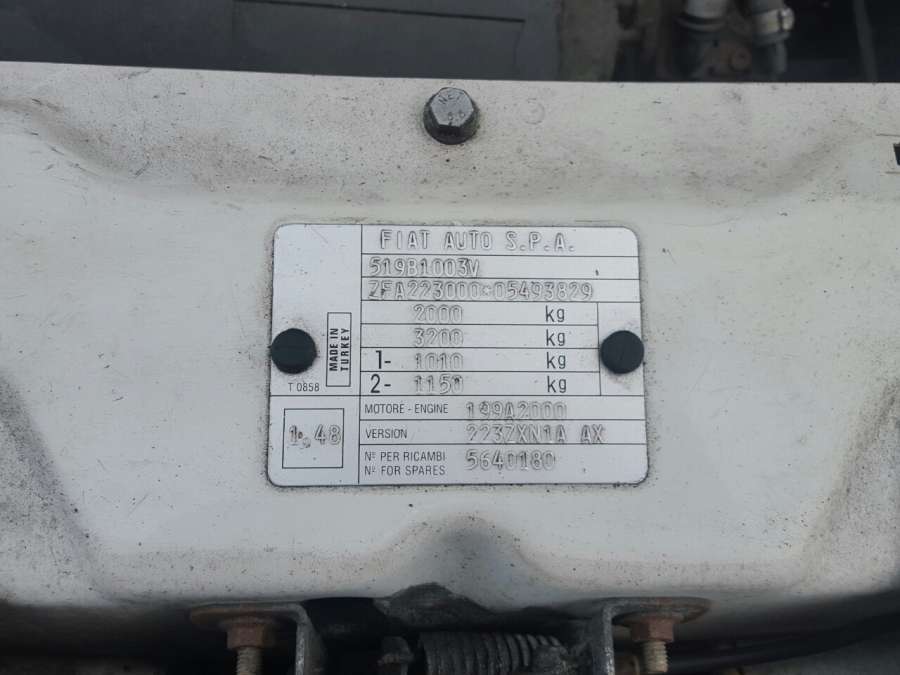 FIAT AUTO S.P.A.
519B1003V
ZFA223000*05493829
2000 kg
3200 kg
1- 1010 kg
2- 1150 kg
MADE IN
TURKEY
T 0858
MOTORE - ENGINE 199A2000
VERSION 223ZXN1A AX
Nº PER RICAMBI
Nº FOR SPARES 5640180
1.48